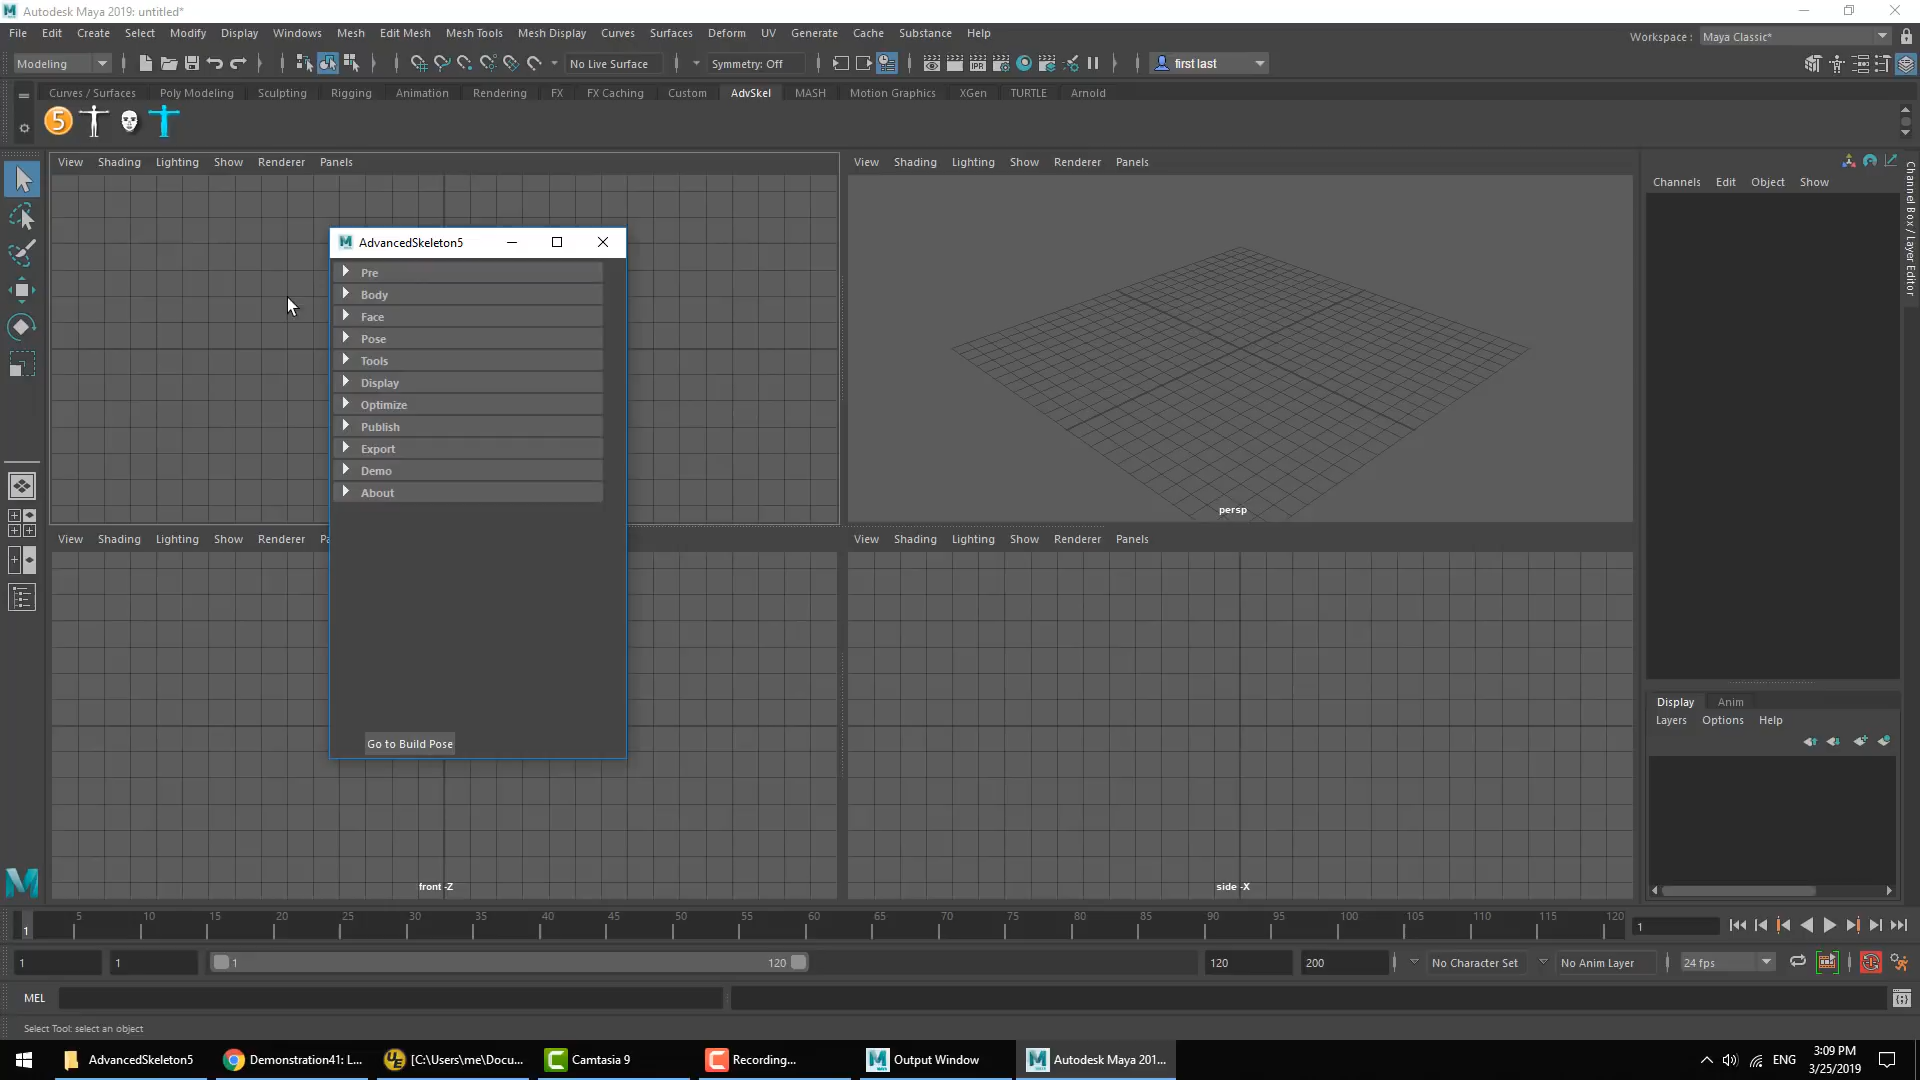 Autodesk Maya 2019: untitled*
File Edit Create Select Modify Display Windows Mesh Edit Mesh Mesh Tools Mesh Display Curves Surfaces Deform UV Generate Cache Substance Help
Workspace : Maya Classic*
Modeling No Live Surface Symmetry: Off IPR first last
Curves / Surfaces Poly Modeling Sculpting Rigging Animation Rendering FX FX Caching Custom AdvSkel MASH Motion Graphics XGen TURTLE Arnold
5
View Shading Lighting Show Renderer Panels
View Shading Lighting Show Renderer Panels
Channels Edit Object Show
Channel Box / Layer Editor
AdvancedSkeleton5
Pre
Body
Face
Pose
Tools
Display
Optimize
Publish
Export
Demo
About
Go to Build Pose
persp
View Shading Lighting Show Renderer Pa
View Shading Lighting Show Renderer Panels
front -Z
side -X
Display Anim
Layers Options Help
5 10 15 20 25 30 35 40 45 50 55 60 65 70 75 80 85 90 95 100 105 110 115 120
1
1
1 1 1 120 120 200 No Character Set No Anim Layer 24 fps
MEL
Select Tool: select an object
AdvancedSkeleton5 Demonstration41: L... UE [C:\Users\me\Docu... Camtasia 9 Recording... Output Window Autodesk Maya 201...
ENG
3:09 PM
3/25/2019